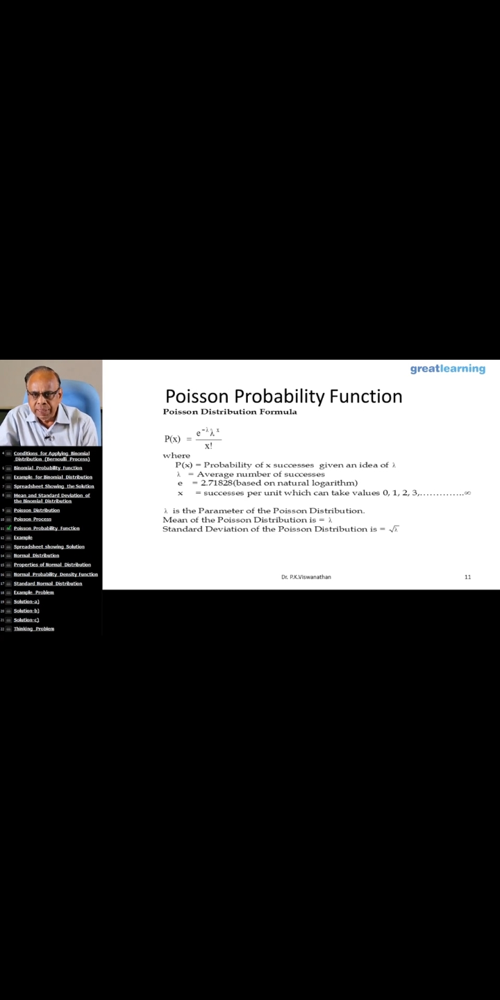 greatlearning
Poisson Probability Function
Poisson Distribution Formula
P(x) = e^-λ λ^x / x!
where
P(x) = Probability of x successes given an idea of λ
λ = Average number of successes
e = 2.71828(based on natural logarithm)
x = successes per unit which can take values 0, 1, 2, 3,………….∞
λ is the Parameter of the Poisson Distribution.
Mean of the Poisson Distribution is = λ
Standard Deviation of the Poisson Distribution is = √λ
Dr. P.K.Viswanathan 11
4 Conditions for Applying Binomial
Distribution (Bernoulli Process)
5 Binomial Probability Function
6 Example for Binomial Distribution
7 Spreadsheet Showing the Solution
8 Mean and Standard Deviation of
the Binomial Distribution
9 Poisson Distribution
10 Poisson Process
11 Poisson Probability Function
12 Example
13 Spreadsheet showing Solution
14 Normal Distribution
15 Properties of Normal Distribution
16 Normal Probability Density Function
17 Standard Normal Distribution
18 Example Problem
19 Solution-a)
20 Solution-b)
21 Solution-c)
22 Thinking Problem